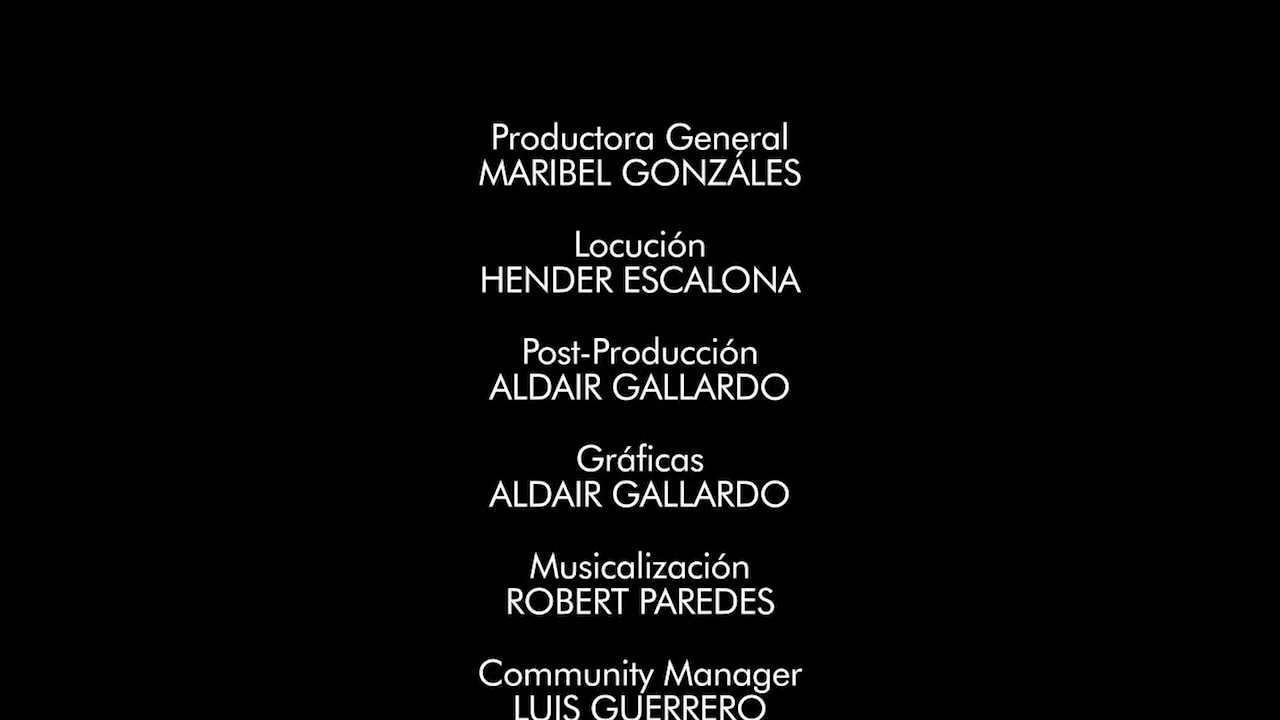 Productora General
MARIBEL GONZÁLES
Locución
HENDER ESCALONA
Post-Producción
ALDAIR GALLARDO
Gráficas
ALDAIR GALLARDO
Musicalización
ROBERT PAREDES
Community Manager
LUIS GUERRERO